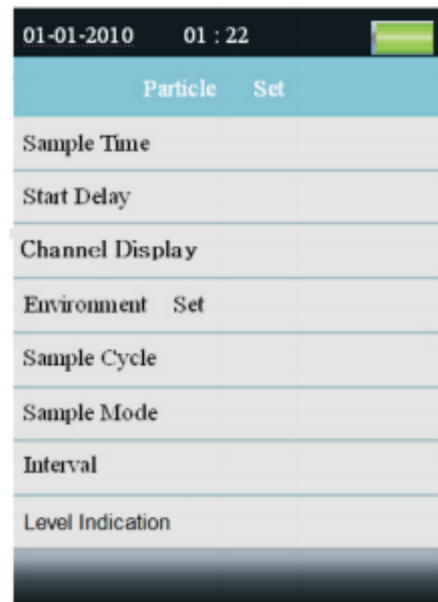 01-01-2010 01 : 22
Particle Set
Sample Time
Start Delay
Channel Display
Environment Set
Sample Cycle
Sample Mode
Interval
Level Indication